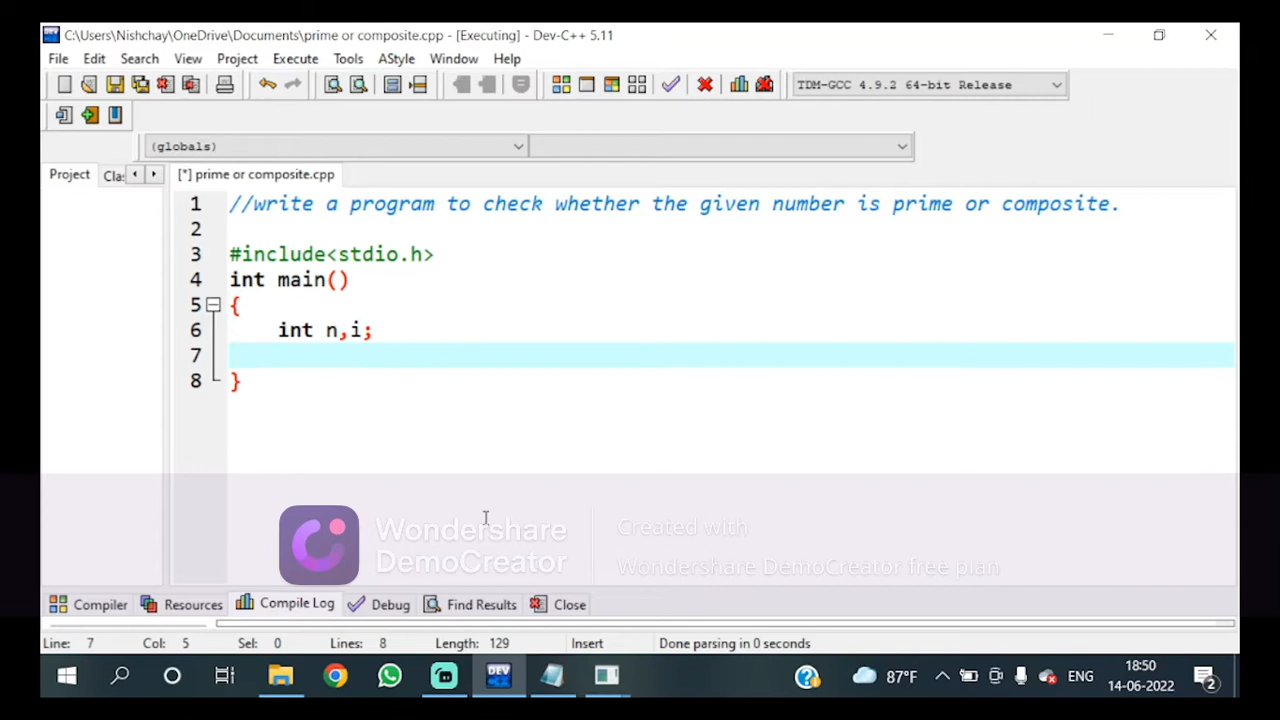 C:\Users\Nishchay\OneDrive\Documents\prime or composite.cpp - [Executing] - Dev-C++ 5.11
File Edit Search View Project Execute Tools AStyle Window Help
TDM-GCC 4.9.2 64-bit Release
(globals)
Project Cla: [*] prime or composite.cpp
1 //write a program to check whether the given number is prime or composite.
2
3 #include<stdio.h>
4 int main()
5 {
6 int n,i;
7
8 }
Wondershare
DemoCreator
Created with
Wondershare DemoCreator free plan
Compiler Resources Compile Log Debug Find Results Close
Line: 7 Col: 5 Sel: 0 Lines: 8 Length: 129 Insert Done parsing in 0 seconds
DEV 87°F ENG 18:50
14-06-2022 2